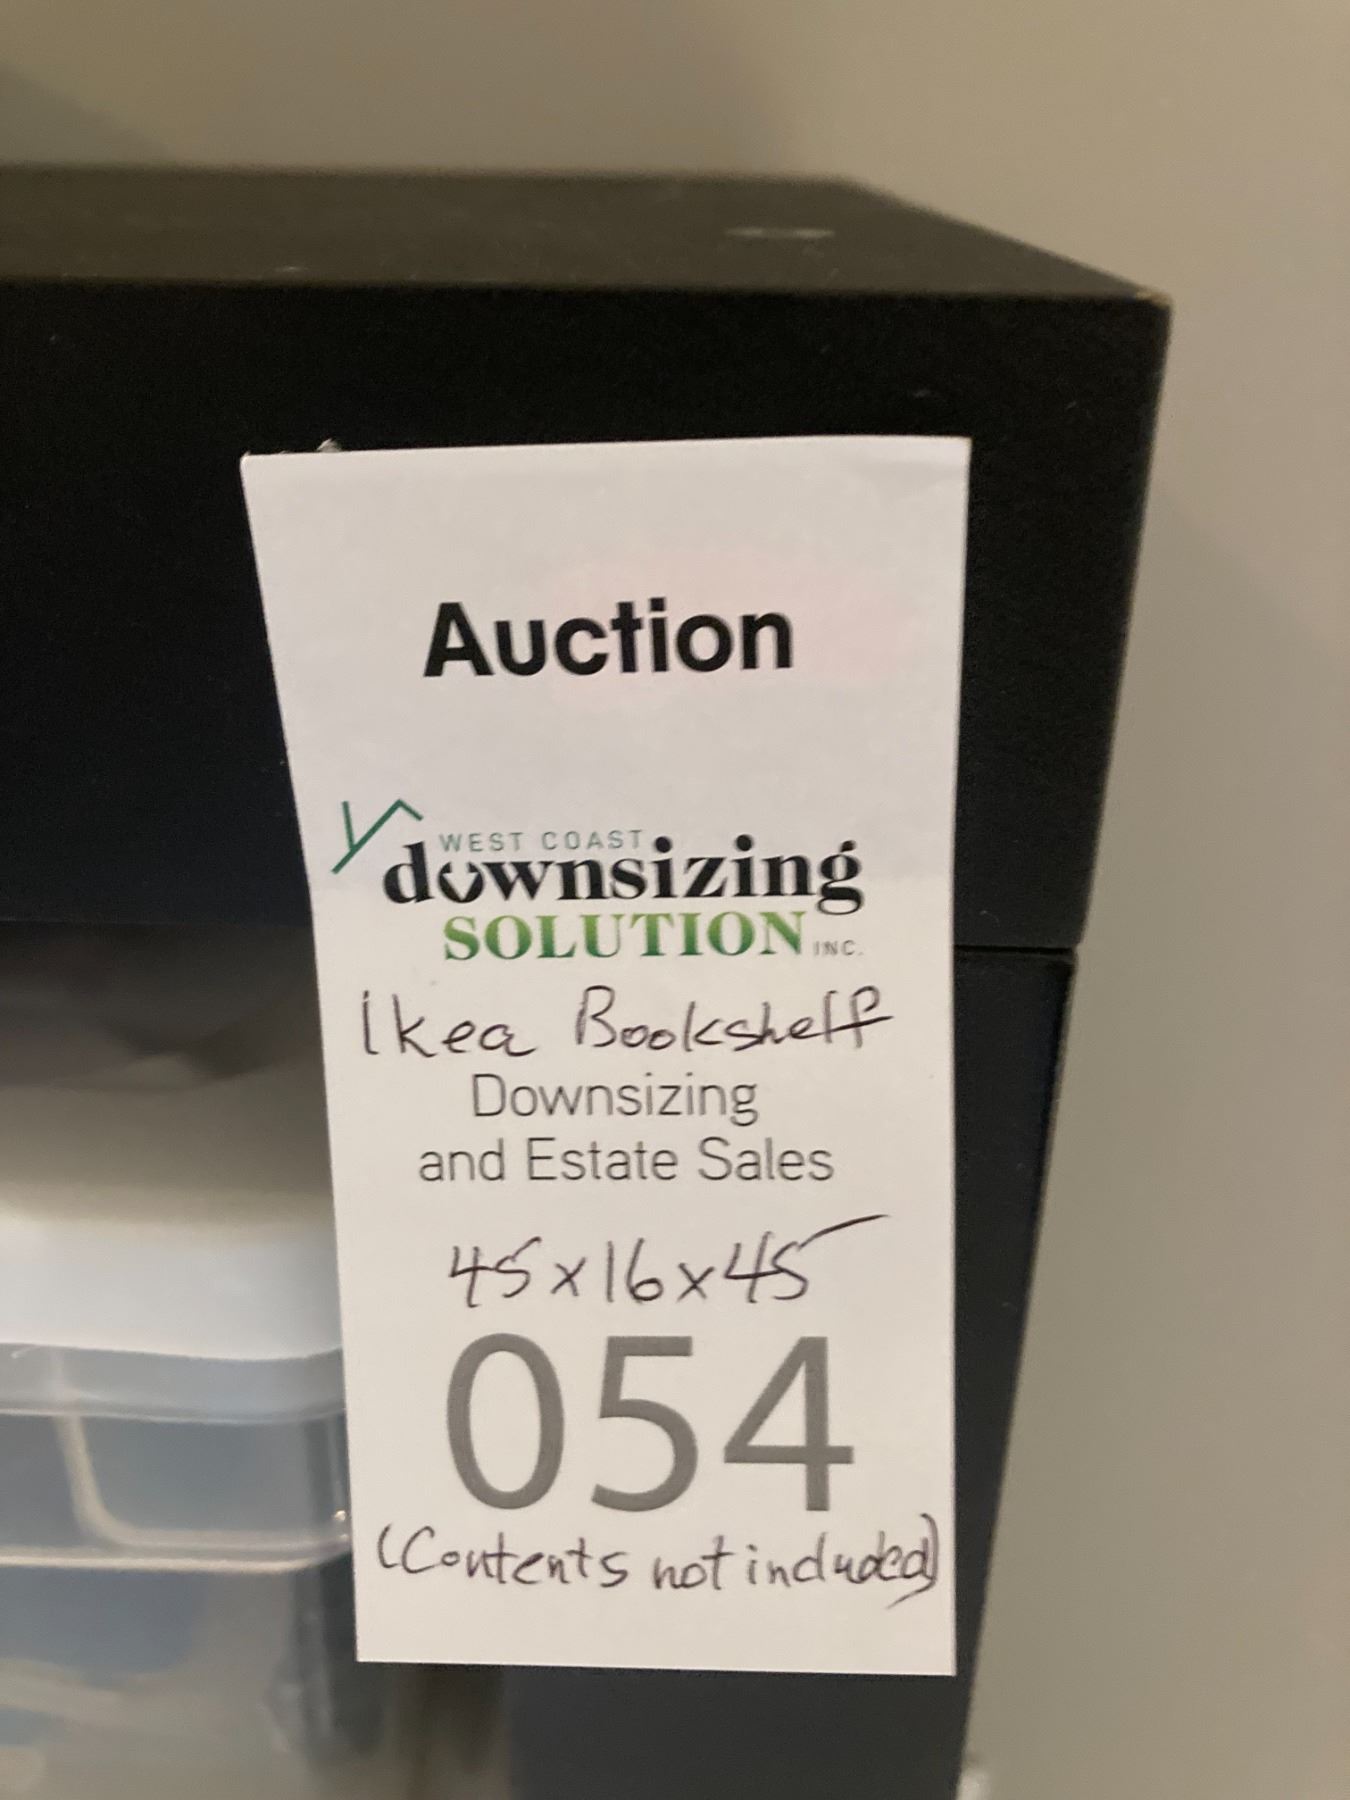 Auction
WEST COAST
downsizing
SOLUTION INC.
Ikea Bookshelf
Downsizing
and Estate Sales
45x16x45
054
(Contents not included)